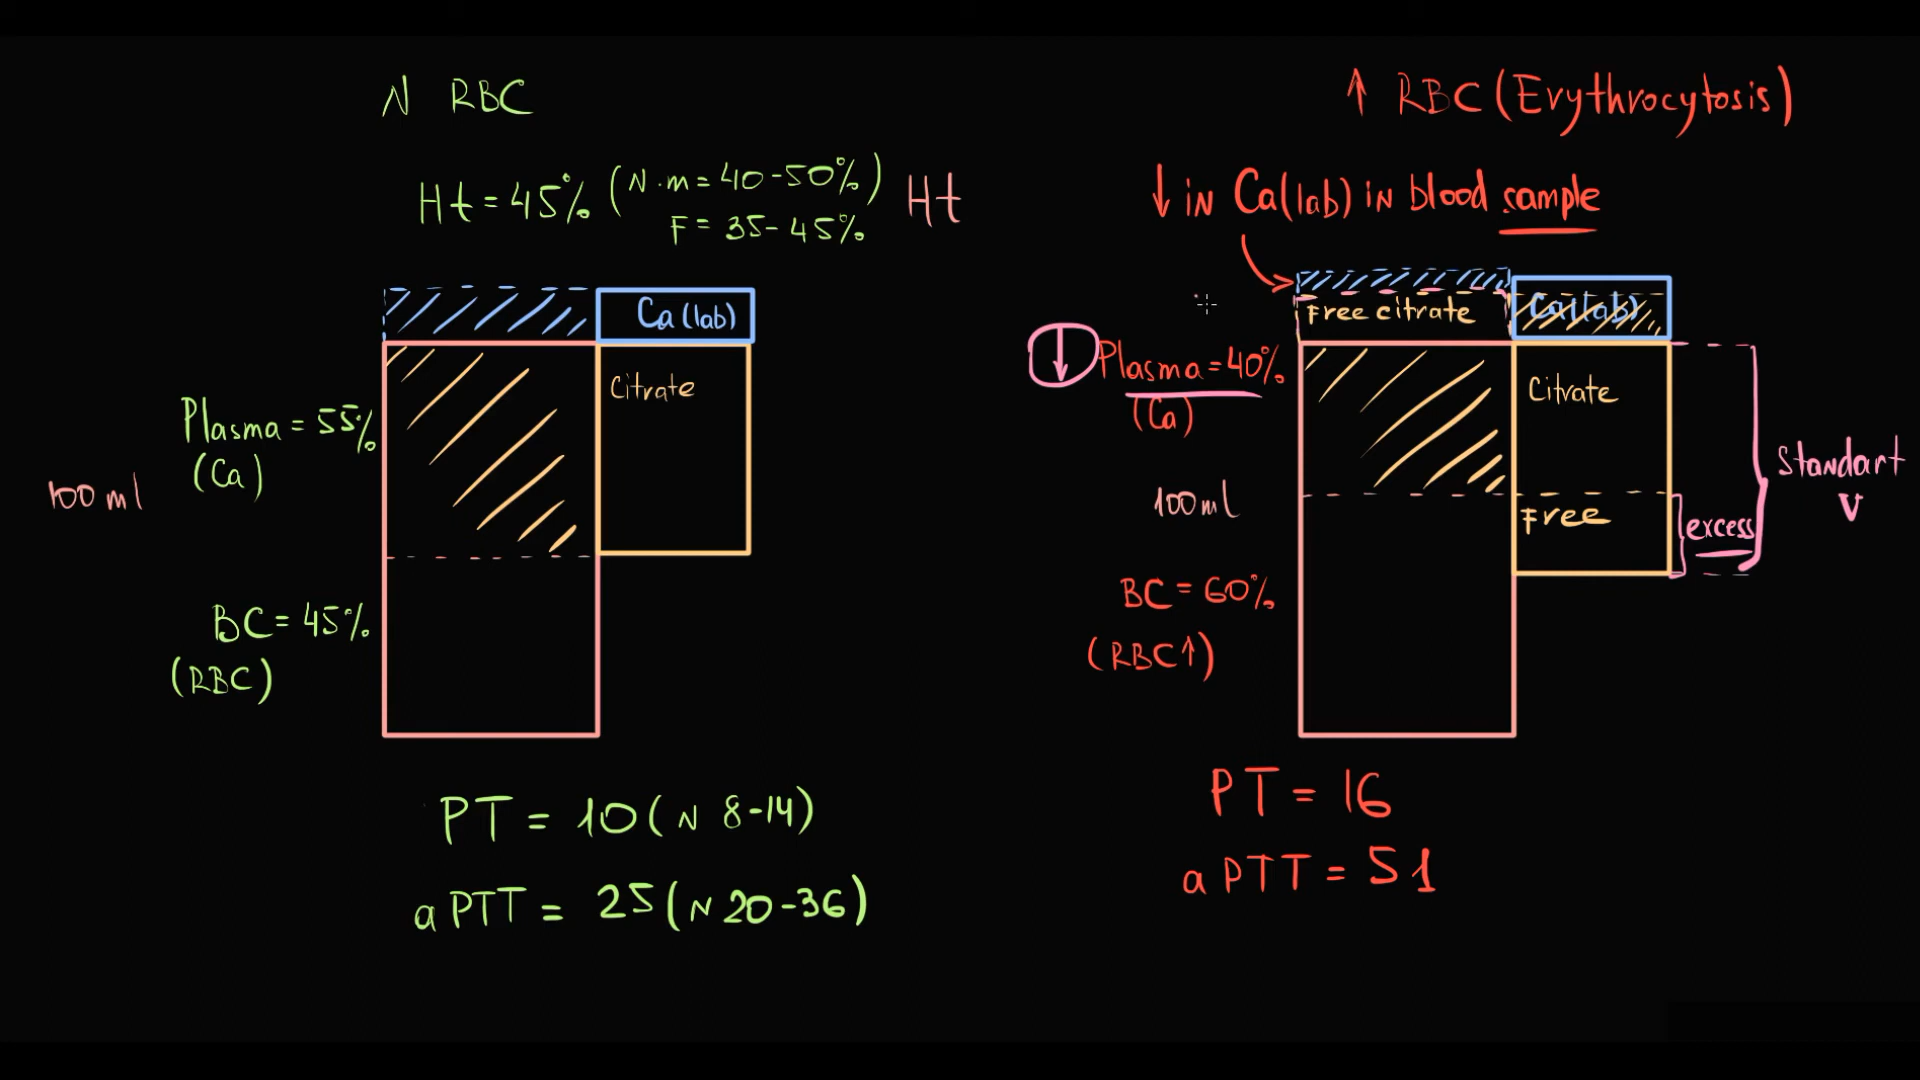 N RBC
Ht = 45% (N.m = 40-50%)
F = 35-45%
Ht
Ca (lab)
Citrate
Plasma = 55%
(Ca)
100 ml
BC = 45%
(RBC)
PT = 10 (N 8-14)
aPTT = 25 (N 20-36)
↑ RBC (Erythrocytosis)
↓ in Ca (lab) in blood sample
Free citrate
Ca (lab)
↓ Plasma = 40%
(Ca)
Citrate
Standart
V
100 ml
Free
excess
BC = 60%
(RBC↑)
PT = 16
aPTT = 51